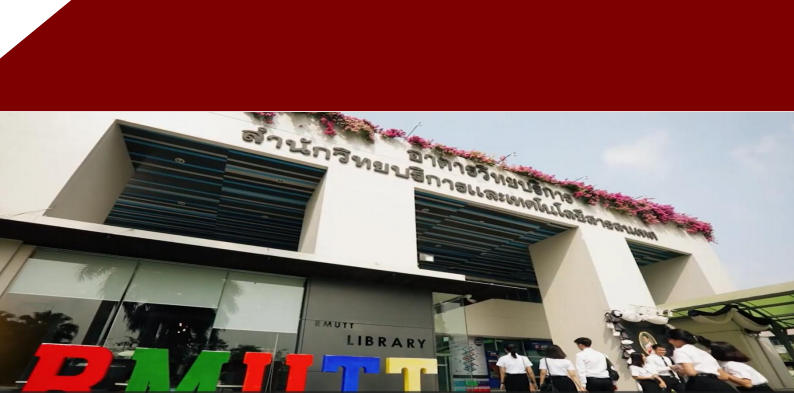 อาคารวิทยบริการ
สำนักวิทยบริการและเทคโนโลยีสารสนเทศ
RMUTT
LIBRARY
RMUTT